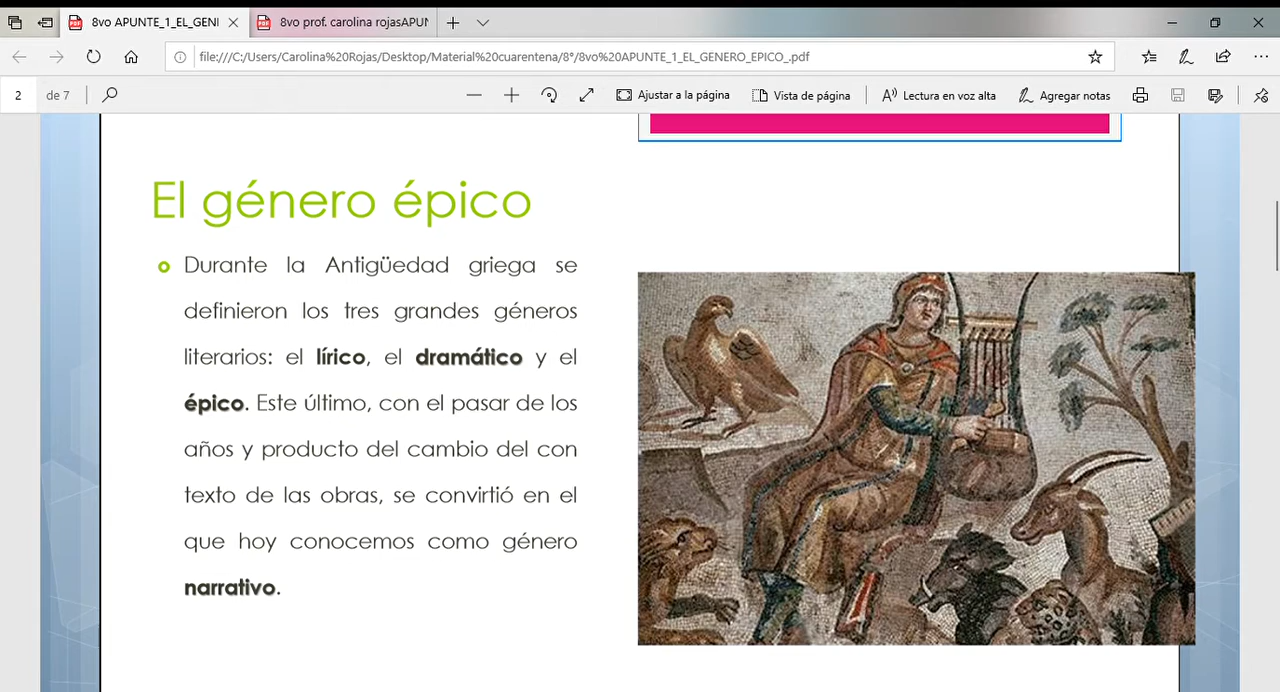 8vo APUNTE_1_EL_GENI
8vo prof. carolina rojasAPUN
file:///C:/Users/Carolina%20Rojas/Desktop/Material%20cuarentena/8°/8vo%20APUNTE_1_EL_GENERO_EPICO_.pdf
2 de 7
Ajustar a la página
Vista de página
Lectura en voz alta
Agregar notas
El género épico
Durante la Antigüedad griega se
definieron los tres grandes géneros
literarios: el lírico, el dramático y el
épico. Este último, con el pasar de los
años y producto del cambio del con
texto de las obras, se convirtió en el
que hoy conocemos como género
narrativo.